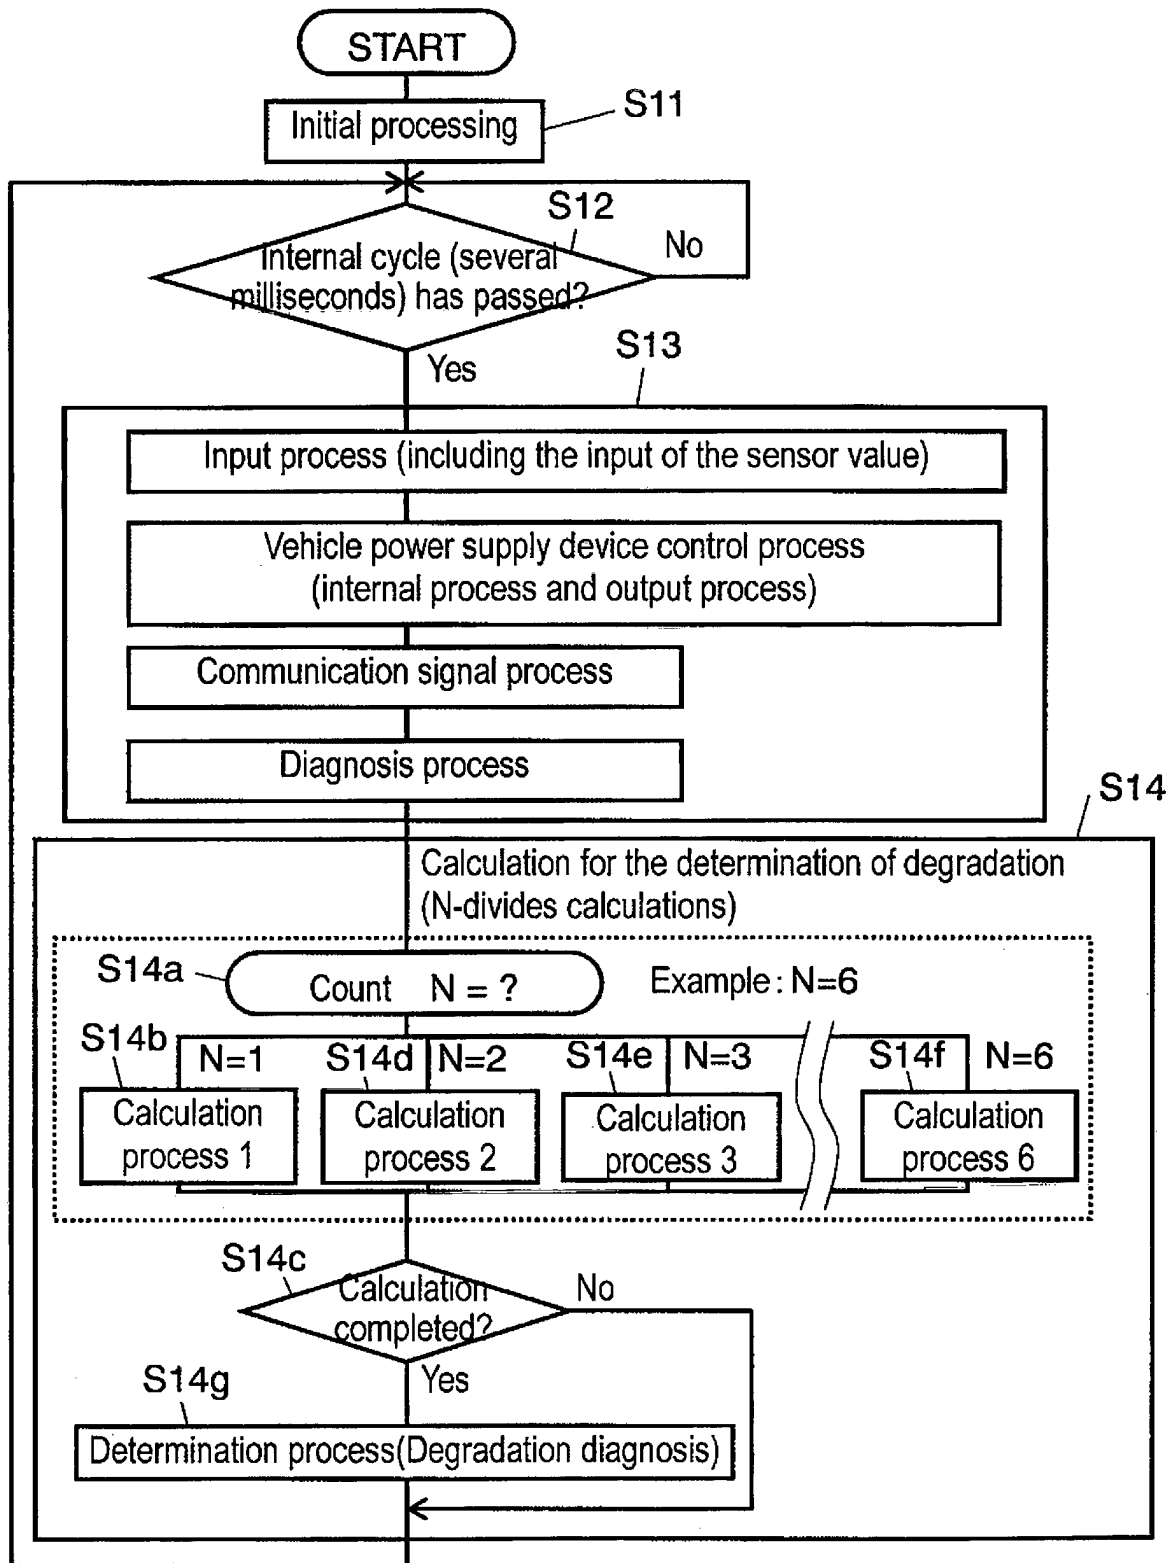 START
Initial processing
S11
S12
Internal cycle (several
milliseconds) has passed?
No
Yes
S13
Input process (including the input of the sensor value)
Vehicle power supply device control process
(internal process and output process)
Communication signal process
Diagnosis process
S14
Calculation for the determination of degradation
(N-divides calculations)
S14a
Count N = ?
Example: N=6
S14b
N=1
S14d
N=2
S14e
N=3
S14f
N=6
Calculation
process 1
Calculation
process 2
Calculation
process 3
Calculation
process 6
S14c
Calculation
completed?
No
Yes
S14g
Determination process(Degradation diagnosis)